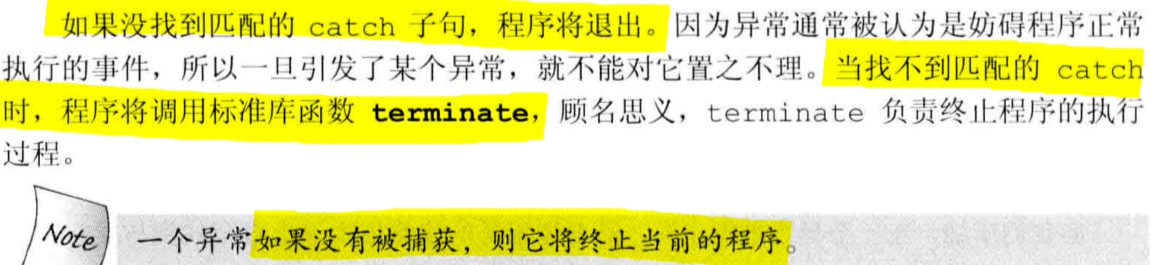 如果没找到匹配的 catch 子句，程序将退出。因为异常通常被认为是妨碍程序正常
执行的事件，所以一旦引发了某个异常，就不能对它置之不理。当找不到匹配的 catch
时，程序将调用标准库函数 terminate，顾名思义，terminate 负责终止程序的执行
过程。
Note 一个异常如果没有被捕获，则它将终止当前的程序。